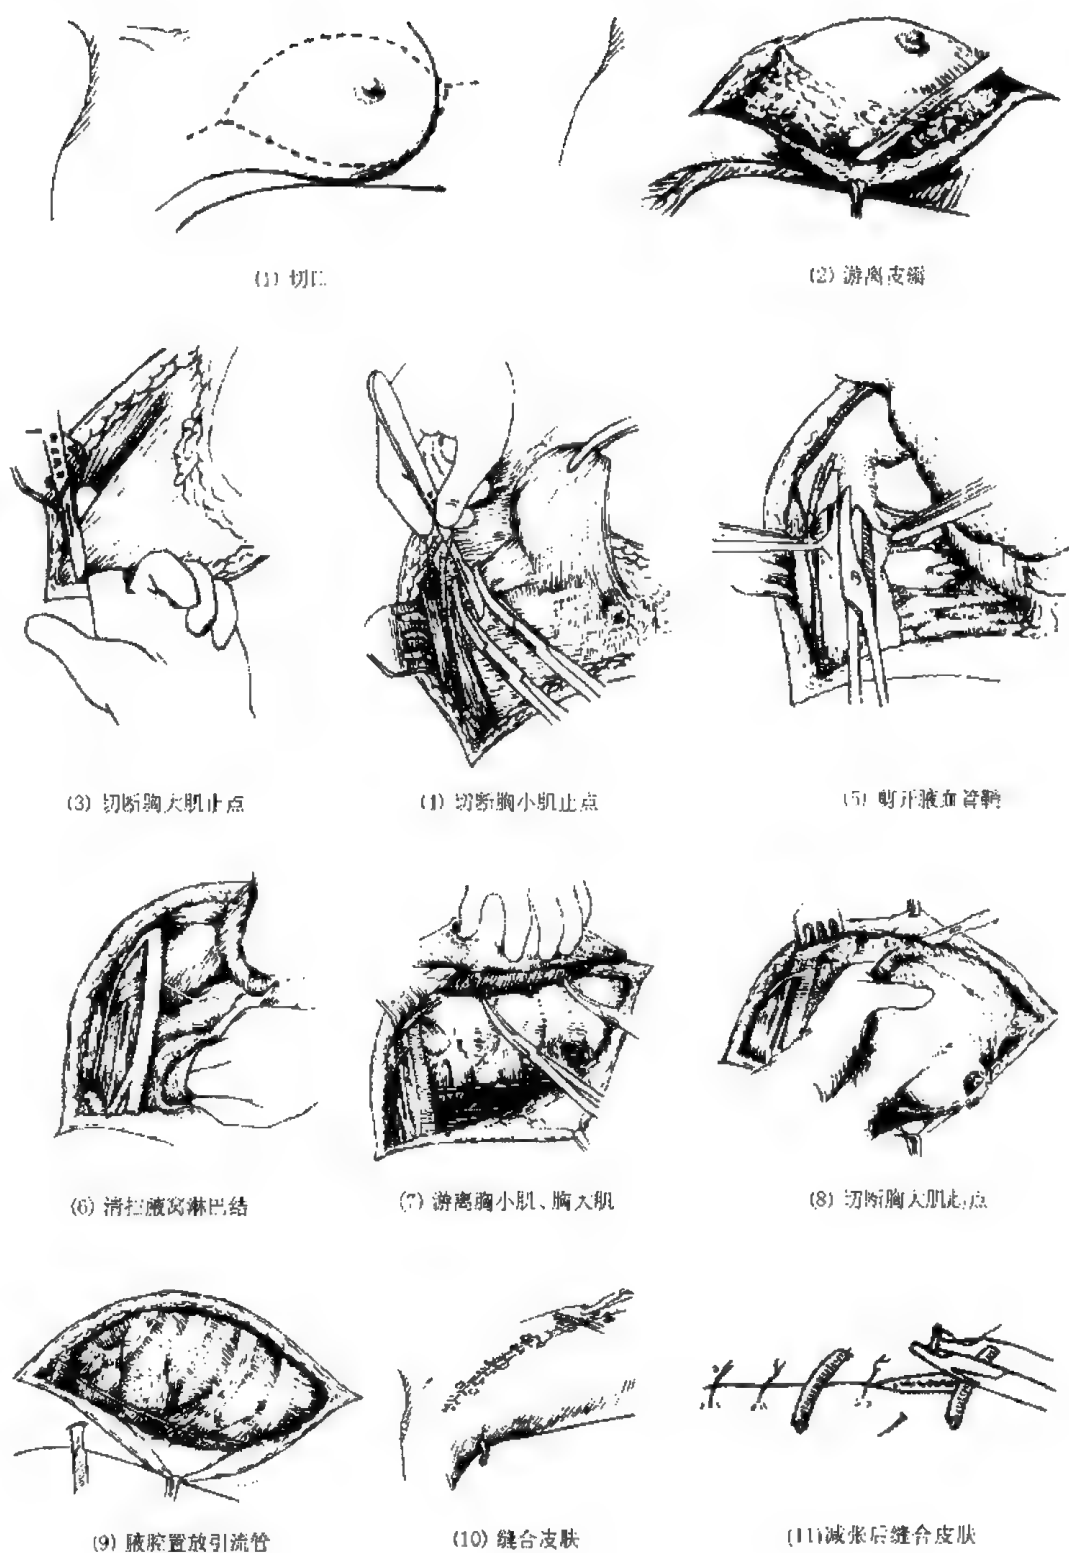 (1) 切口
(2) 游离皮瓣
(3) 切断胸大肌止点
(4) 切断胸小肌止点
(5) 剪开腋血管鞘
(6) 清扫腋窝淋巴结
(7) 游离胸小肌、胸大肌
(8) 切断胸大肌起点
(9) 腋腔置放引流管
(10) 缝合皮肤
(11)减张后缝合皮肤